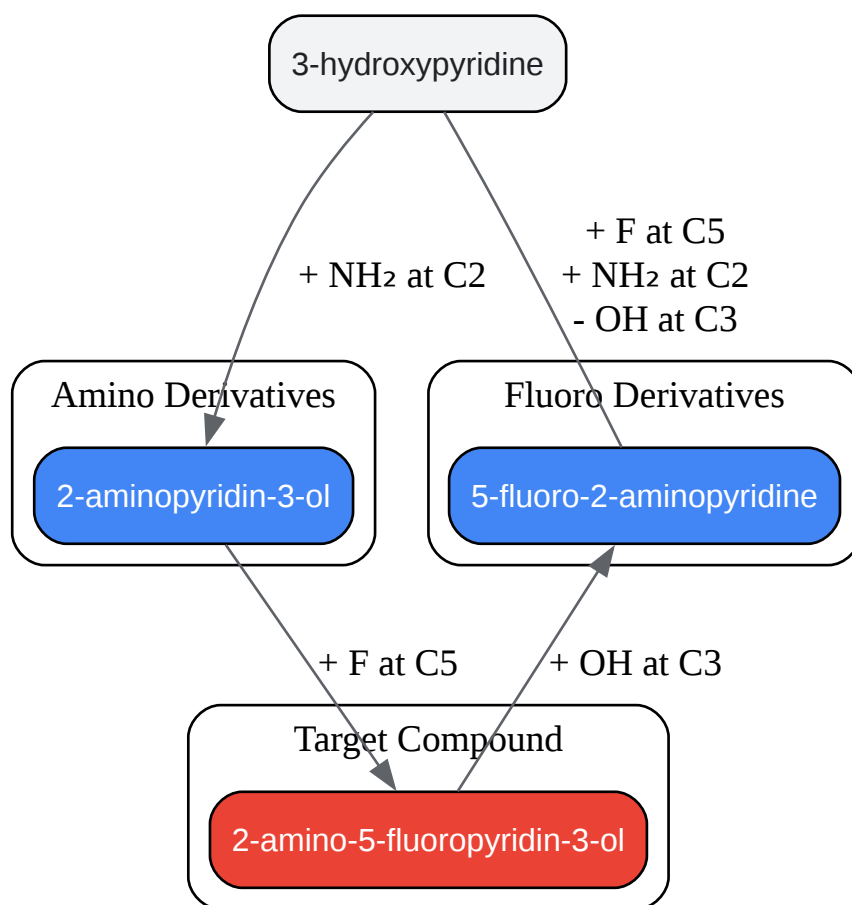 3-hydroxypyridine
+ F at C5
+ NH₂ at C2
+ NH₂ at C2
- OH at C3
Amino Derivatives
Fluoro Derivatives
2-aminopyridin-3-ol
5-fluoro-2-aminopyridine
+ F at C5
+ OH at C3
Target Compound
2-amino-5-fluoropyridin-3-ol